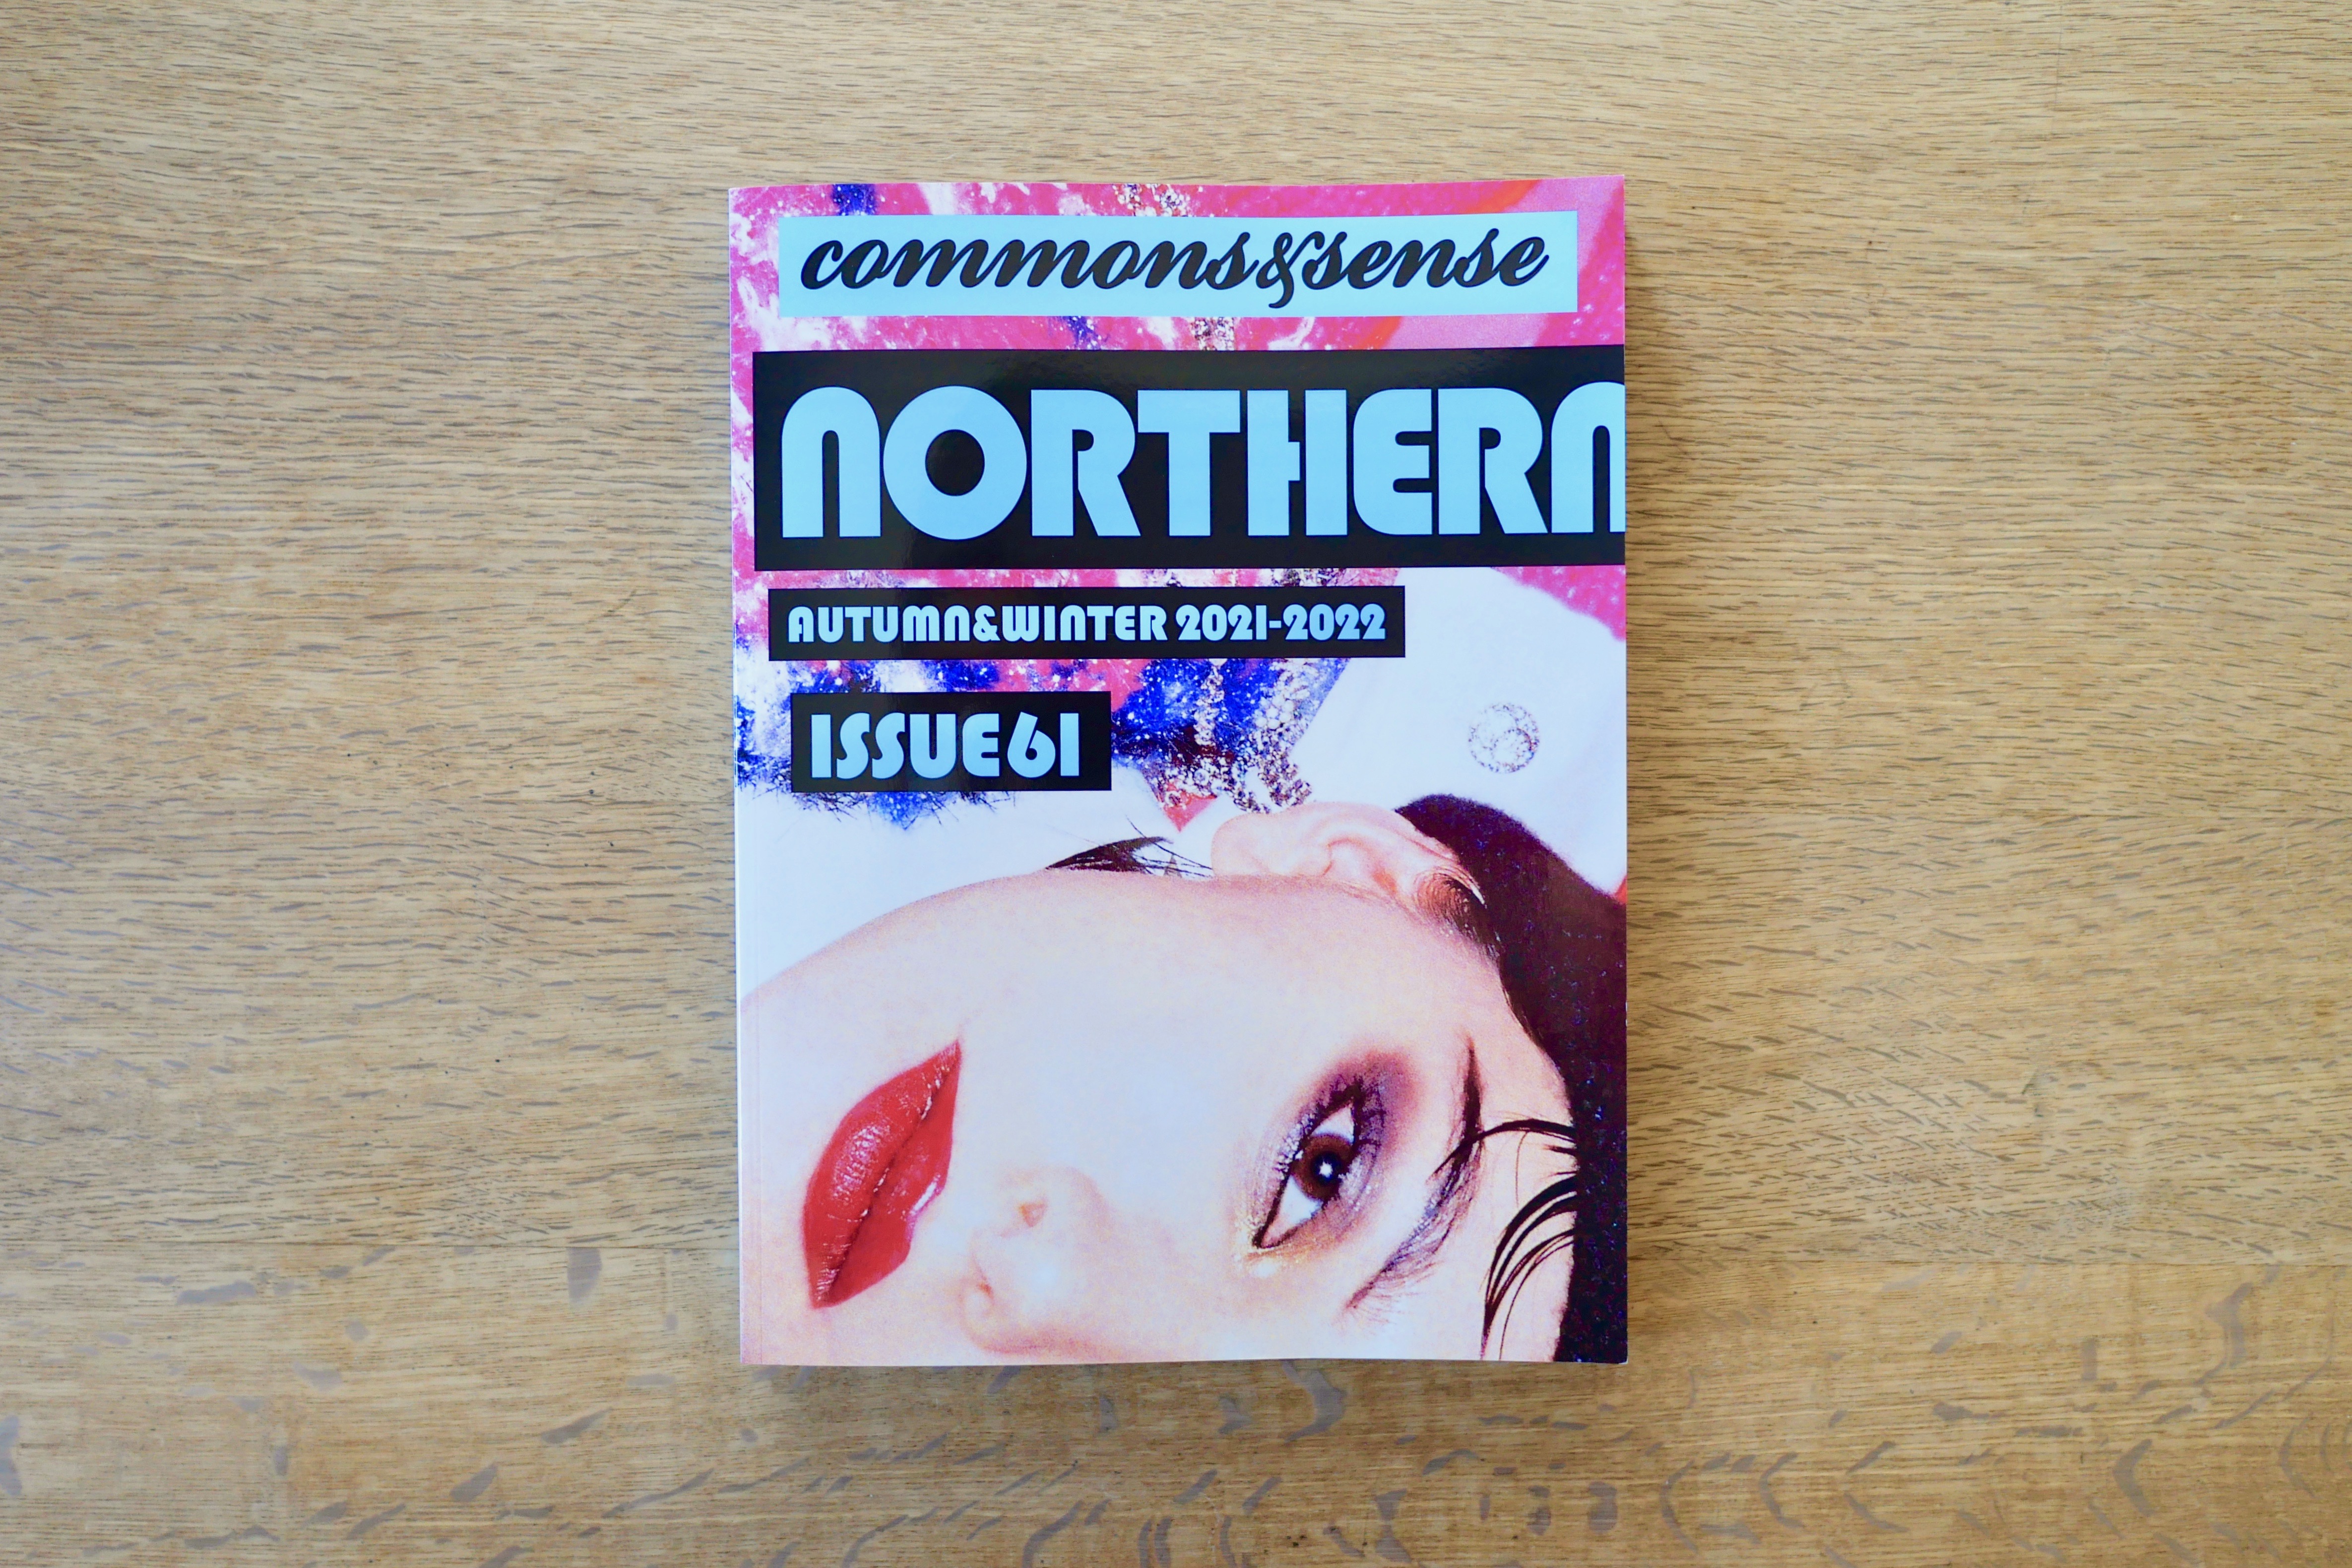 commons&sense
NORTHERN
AUTUMN&WINTER 2021-2022
ISSUE61